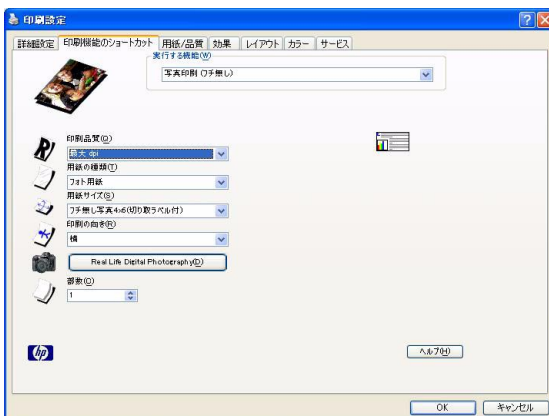 印刷設定
詳細設定 印刷機能のショートカット 用紙/品質 効果 レイアウト カラー サービス
実行する機能(W)
写真印刷 (フチ無し)
印刷品質(Q)
最大 dpi
用紙の種類(T)
フォト用紙
用紙サイズ(S)
フチ無し写真4x6(切り取りラベル付)
印刷の向き(R)
横
Real Life Digital Photography(D)
部数(O)
1
hp
ヘルプ(H)
OK キャンセル